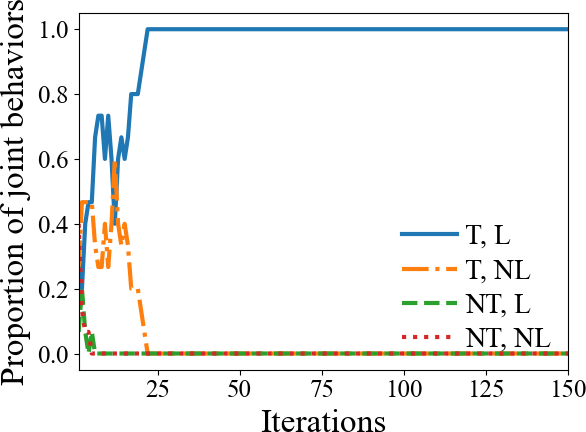 Proportion of joint behaviors
1.0
0.8
0.6
0.4
0.2
0.0
T, L
T, NL
NT, L
NT, NL
25 50 75 100 125 150
Iterations